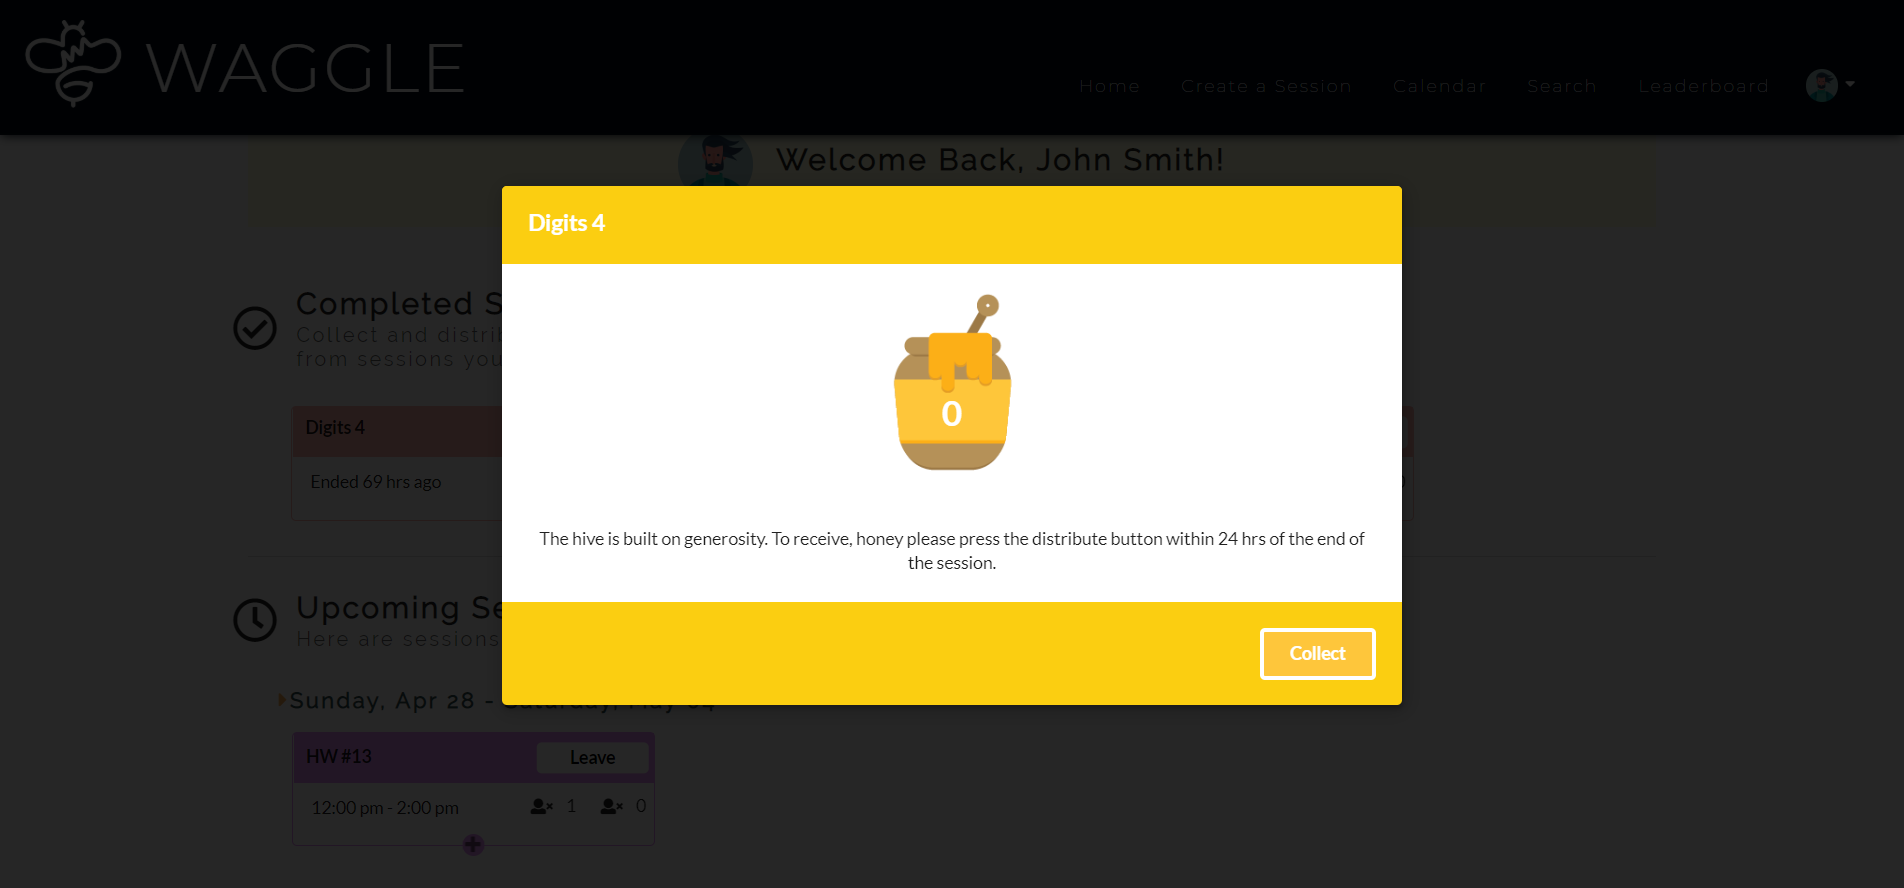 WAGGLE
Home Create a Session Calendar Search Leaderboard
Welcome Back, John Smith!
Digits 4
0
The hive is built on generosity. To receive, honey please press the distribute button within 24 hrs of the end of
the session.
Collect
Completed
Collect and
from sessions you
Digits 4
Ended 69 hrs ago
Upcoming
Here are sessions
Sunday, Apr 28 -
HW #13 Leave
12:00 pm - 2:00 pm 1 0